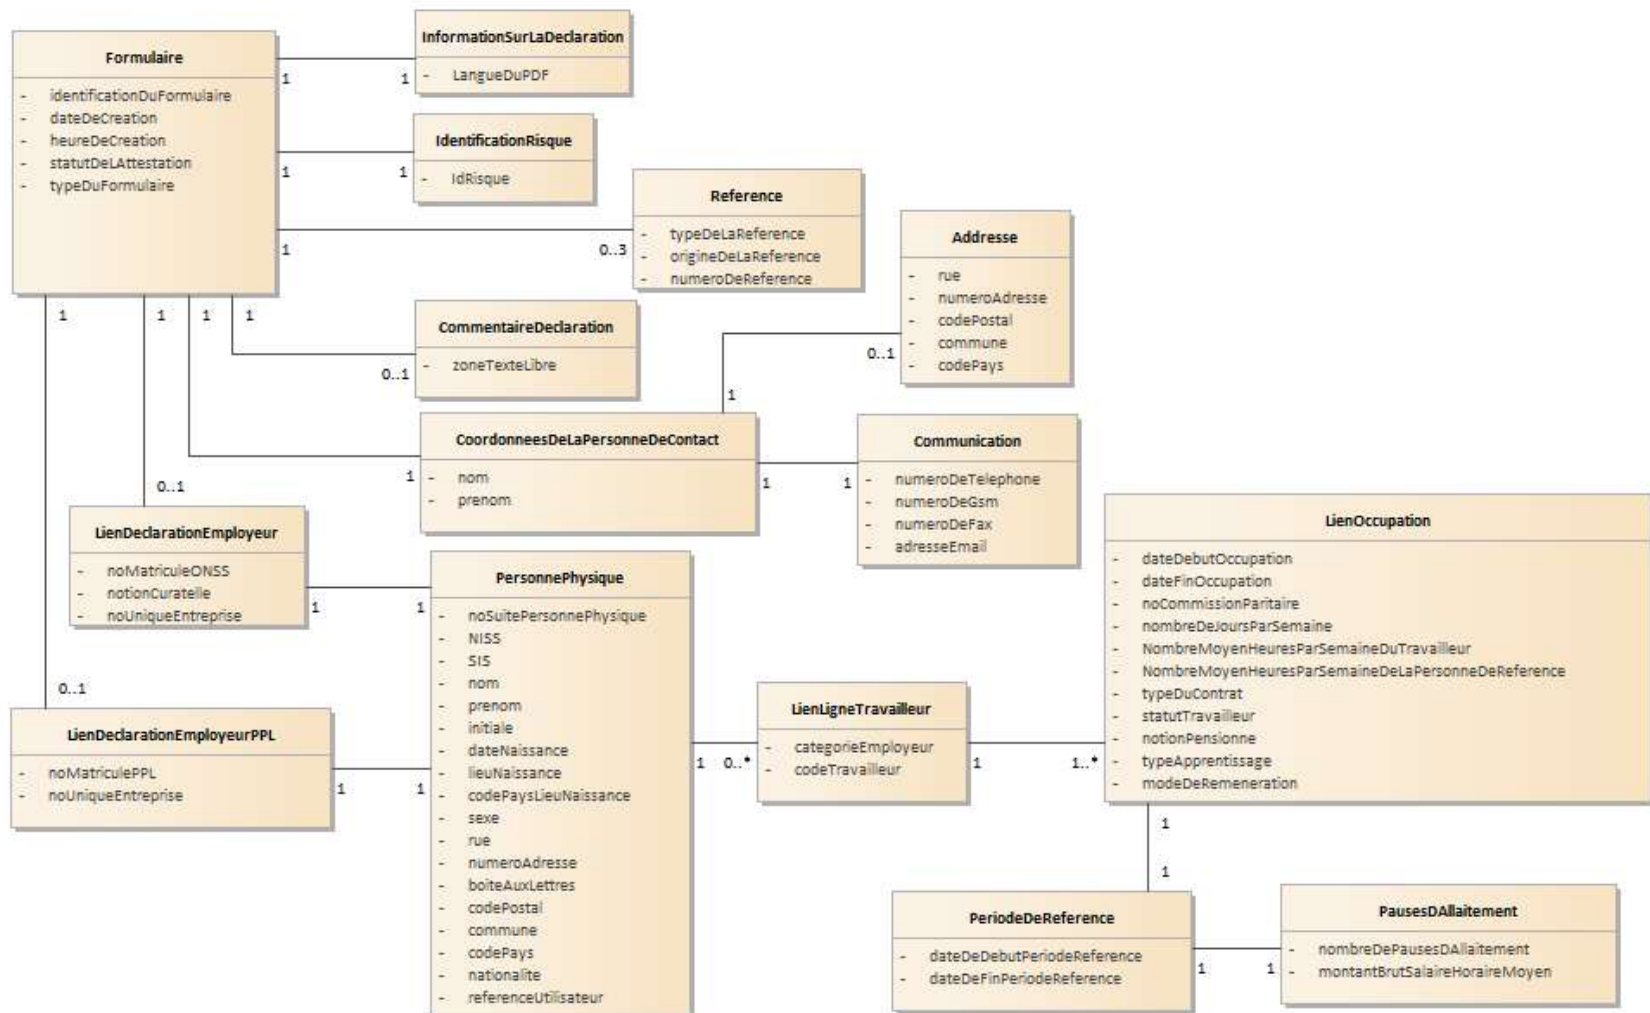 Formulaire
- identificationDuFormulaire
- dateDeCreation
- heureDeCreation
- statutDeLAttestation
- typeDuFormulaire
1
1
InformationSurLaDeclaration
- LangueDuPDF
1
1
IdentificationRisque
- IdRisque
1
0..3
Reference
- typeDeLaReference
- origineDeLaReference
- numeroDeReference
Addresse
- rue
- numeroAdresse
- codePostal
- commune
- codePays
1
1
1
1
CommentaireDeclaration
- zoneTexteLibre
0..1
0..1
1
CoordonneesDeLaPersonneDeContact
- nom
- prenom
1
1
1
Communication
- numeroDeTelephone
- numeroDeGsm
- numeroDeFax
- adresseEmail
0..1
LienDeclarationEmployeur
- noMatriculeONSS
- notionCuratelle
- noUniqueEntreprise
1
1
0..1
LienDeclarationEmployeurPPL
- noMatriculePPL
- noUniqueEntreprise
1
1
PersonnePhysique
- noSuitePersonnePhysique
- NISS
- SIS
- nom
- prenom
- initiale
- dateNaissance
- lieuNaissance
- codePaysLieuNaissance
- sexe
- rue
- numeroAdresse
- boiteAuxLettres
- codePostal
- commune
- codePays
- nationalite
- referenceUtilisateur
1
0..*
LienLigneTravailleur
- categorieEmployeur
- codeTravailleur
1
1..*
LienOccupation
- dateDebutOccupation
- dateFinOccupation
- noCommissionParitaire
- nombreDeJoursParSemaine
- NombreMoyenHeuresParSemaineDuTravailleur
- NombreMoyenHeuresParSemaineDeLaPersonneDeReference
- typeDuContrat
- statutTravailleur
- notionPensionne
- typeApprentissage
- modeDeRemeneration
1
1
PeriodeDeReference
- dateDeDebutPeriodeReference
- dateDeFinPeriodeReference
1
1
PausesDAllaitement
- nombreDePausesDAllaitement
- montantBrutSalaireHoraireMoyen